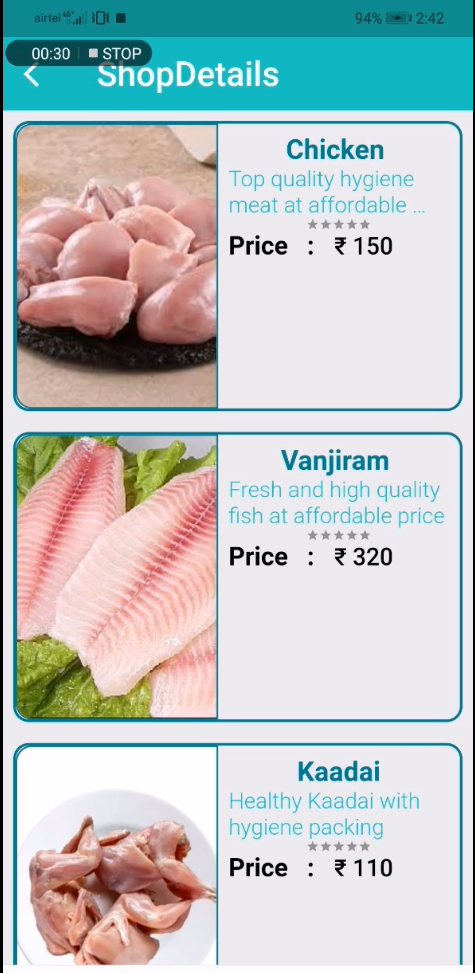 airtel 4G 94% 2:42
00:30 STOP
ShopDetails
Chicken
Top quality hygiene
meat at affordable ...
Price : ₹ 150
Vanjiram
Fresh and high quality
fish at affordable price
Price : ₹ 320
Kaadai
Healthy Kaadai with
hygiene packing
Price : ₹ 110